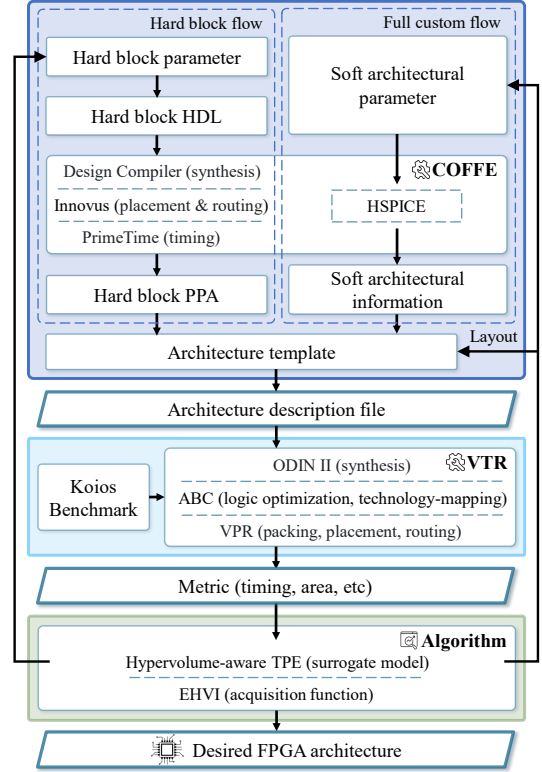 Hard block flow
Full custom flow
Hard block parameter
Soft architectural
parameter
Hard block HDL
Design Compiler (synthesis)
COFFE
Innovus (placement & routing)
HSPICE
PrimeTime (timing)
Hard block PPA
Soft architectural
information
Layout
Architecture template
Architecture description file
Koios
Benchmark
ODIN II (synthesis)
VTR
ABC (logic optimization, technology-mapping)
VPR (packing, placement, routing)
Metric (timing, area, etc)
Algorithm
Hypervolume-aware TPE (surrogate model)
EHVI (acquisition function)
Desired FPGA architecture